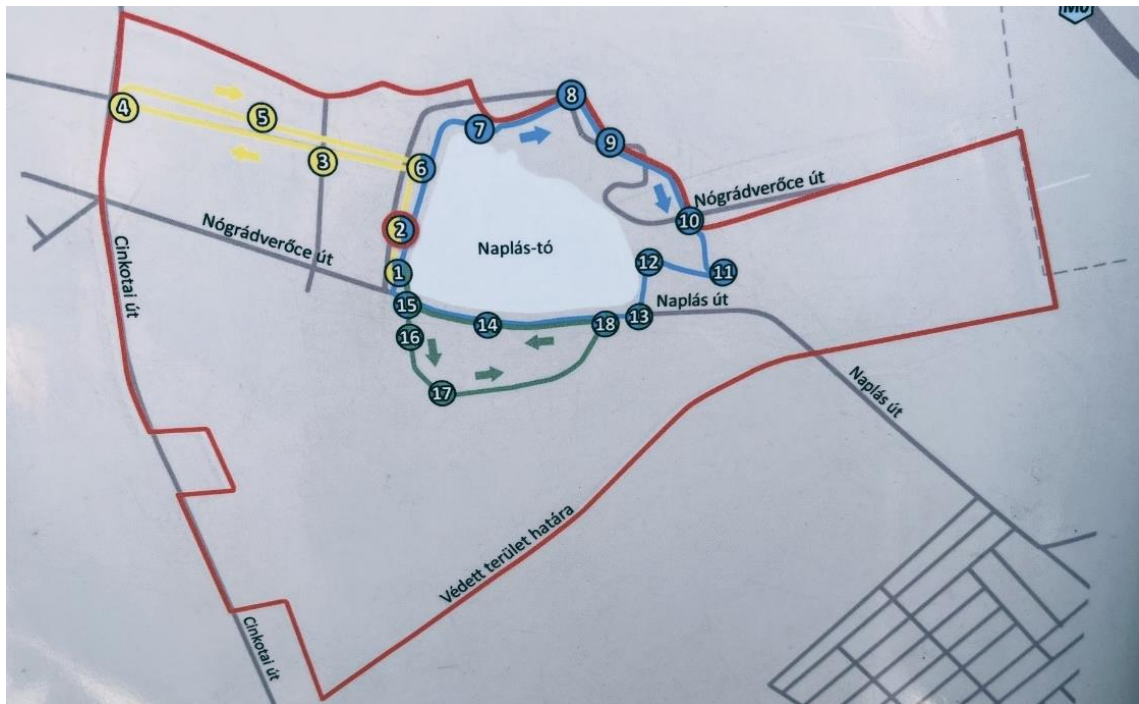 M0
4
5
3
6
7
8
9
2
Nógrádverőce út
10
Nógrádverőce út
Cinkotai út
Naplás-tó
1
12
11
15
14
18
13
Naplás út
16
17
Naplás út
Védett terület határa
Cinkotai út